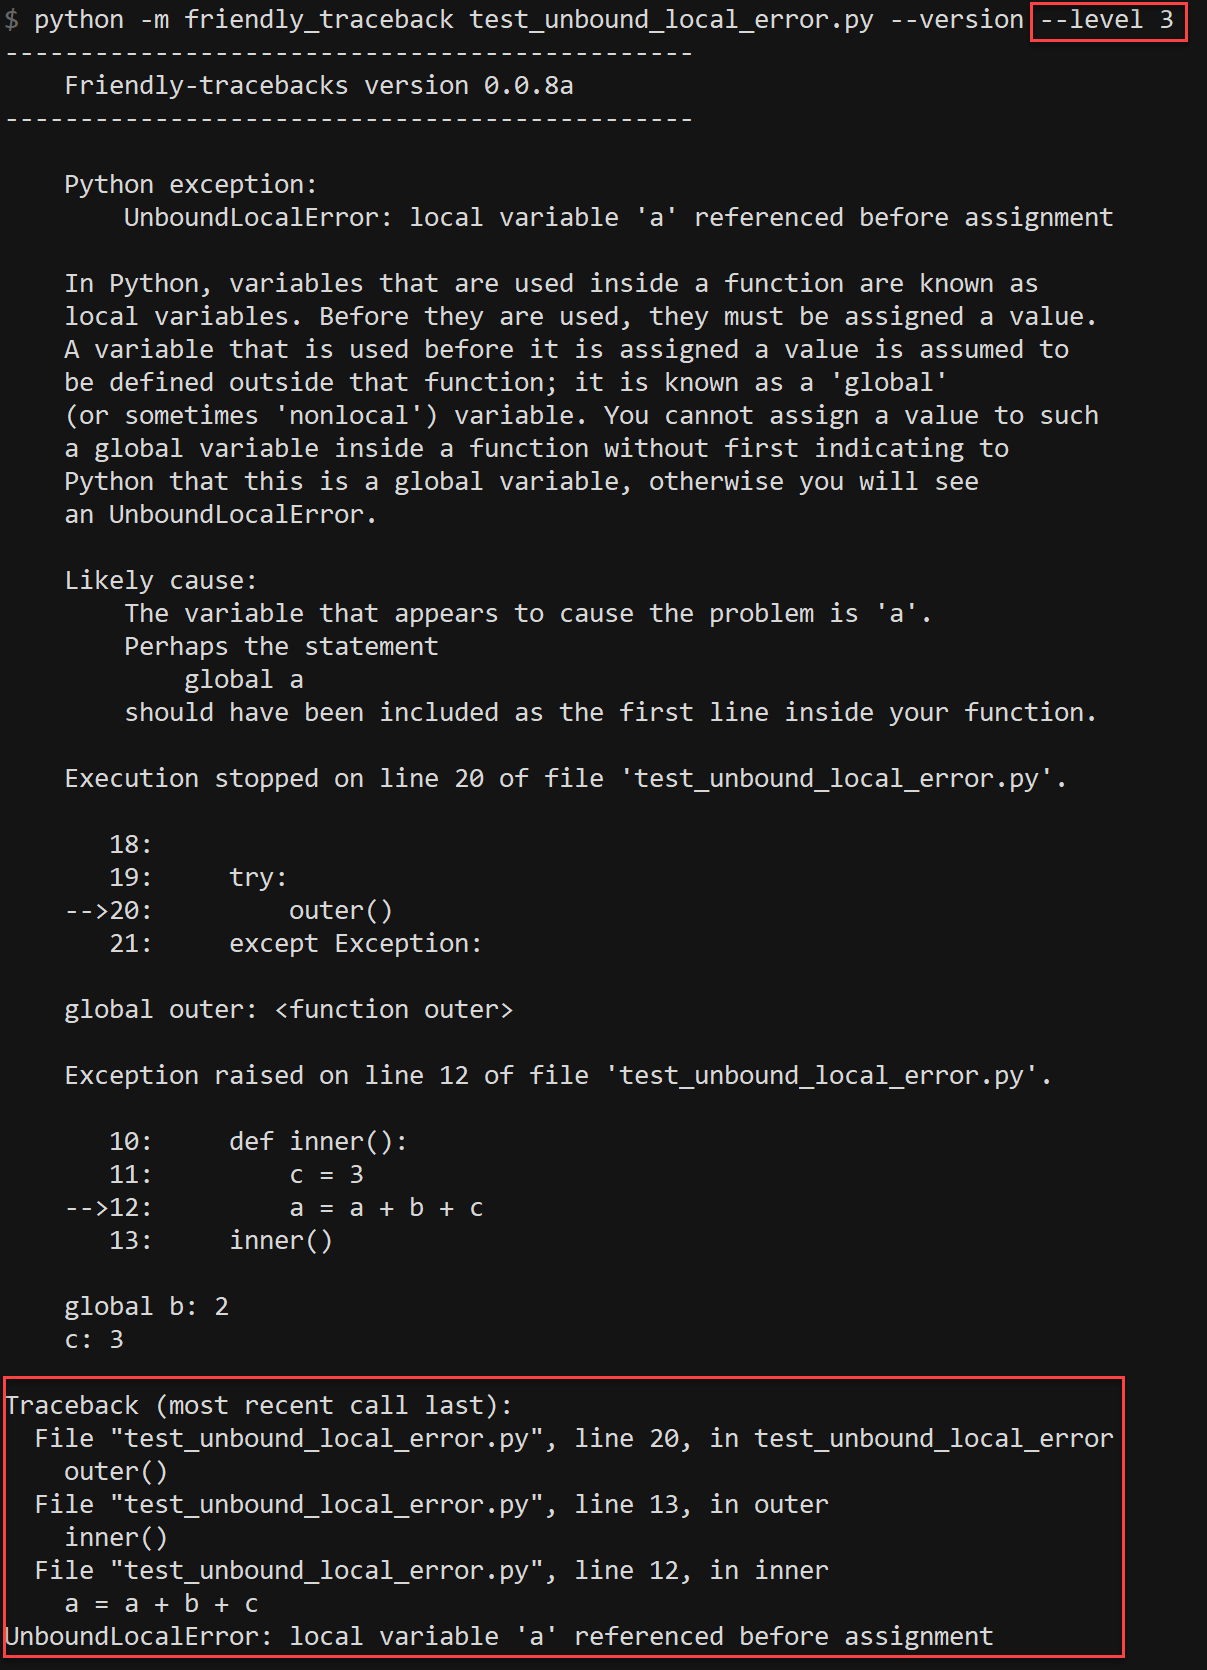 $ python -m friendly_traceback test_unbound_local_error.py --version --level 3
----------------------------------------------
    Friendly-tracebacks version 0.0.8a
----------------------------------------------

    Python exception:
        UnboundLocalError: local variable 'a' referenced before assignment

    In Python, variables that are used inside a function are known as
    local variables. Before they are used, they must be assigned a value.
    A variable that is used before it is assigned a value is assumed to
    be defined outside that function; it is known as a 'global'
    (or sometimes 'nonlocal') variable. You cannot assign a value to such
    a global variable inside a function without first indicating to
    Python that this is a global variable, otherwise you will see
    an UnboundLocalError.

    Likely cause:
        The variable that appears to cause the problem is 'a'.
        Perhaps the statement
            global a
        should have been included as the first line inside your function.

    Execution stopped on line 20 of file 'test_unbound_local_error.py'.

       18:
       19:     try:
    -->20:         outer()
       21:     except Exception:

    global outer: <function outer>

    Exception raised on line 12 of file 'test_unbound_local_error.py'.

       10:     def inner():
       11:         c = 3
    -->12:         a = a + b + c
       13:     inner()

    global b: 2
    c: 3

Traceback (most recent call last):
  File "test_unbound_local_error.py", line 20, in test_unbound_local_error
    outer()
  File "test_unbound_local_error.py", line 13, in outer
    inner()
  File "test_unbound_local_error.py", line 12, in inner
    a = a + b + c
UnboundLocalError: local variable 'a' referenced before assignment